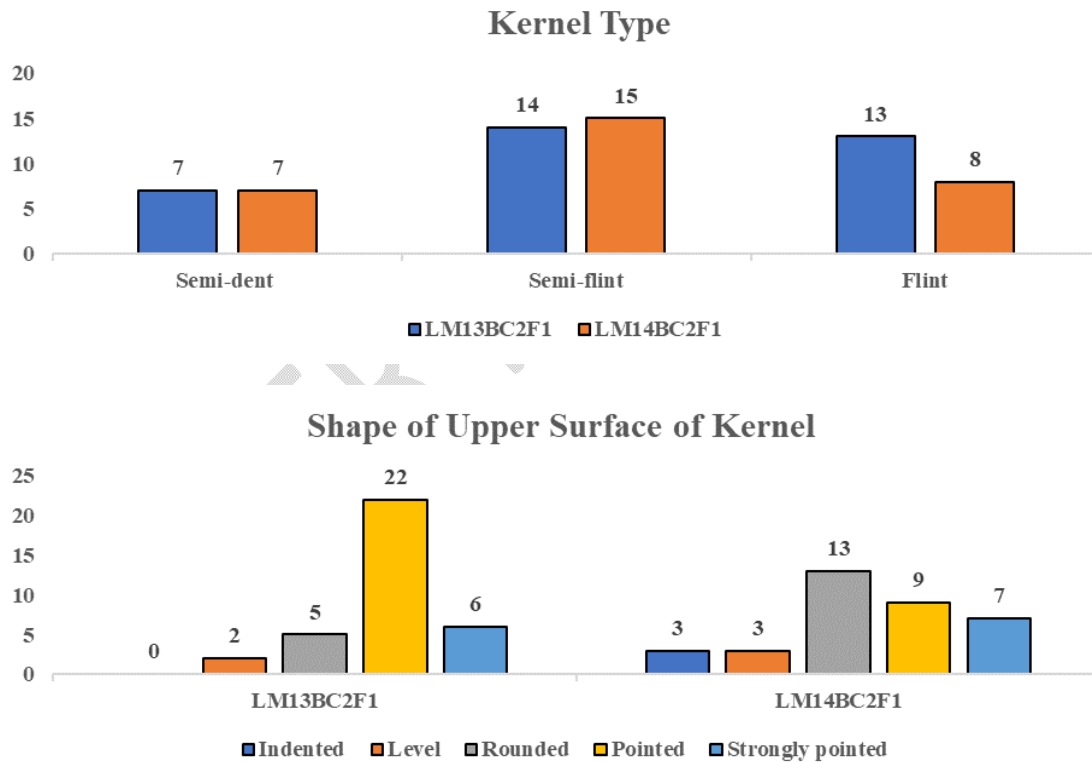 Kernel Type
20
15
10
5
0
7 7 14 15 13 8
Semi-dent Semi-flint Flint
LM13BC2F1 LM14BC2F1
Shape of Upper Surface of Kernel
25
20
15
10
5
0
0 2 5 22 6 3 3 13 9 7
LM13BC2F1 LM14BC2F1
Indented Level Rounded Pointed Strongly pointed